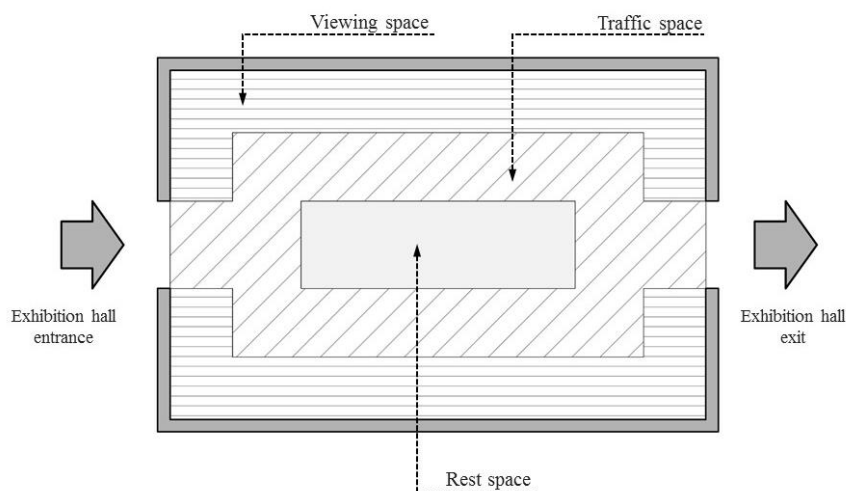 Viewing space
Traffic space
Exhibition hall
entrance
Exhibition hall
exit
Rest space